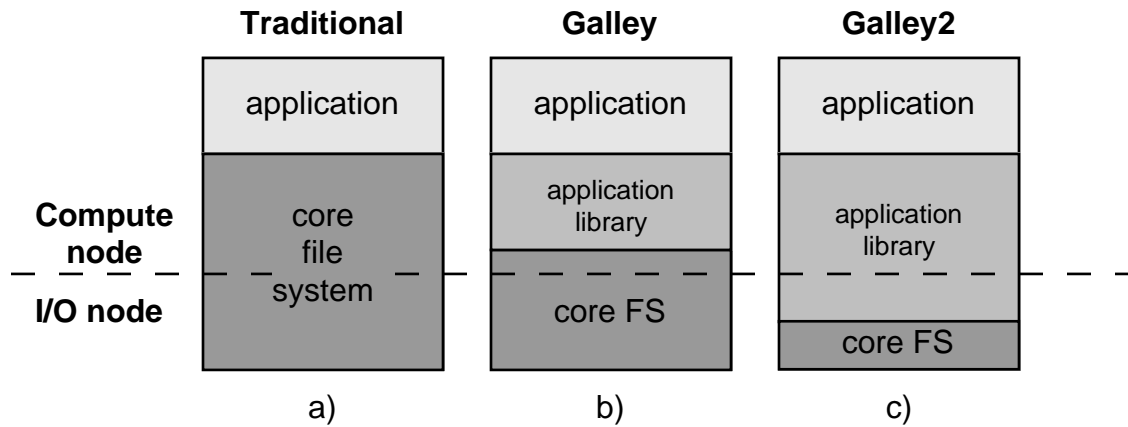 Traditional
Galley
Galley2
application
application
application
Compute
node
I/O node
core
file
system
application
library
core FS
application
library
core FS
a)
b)
c)